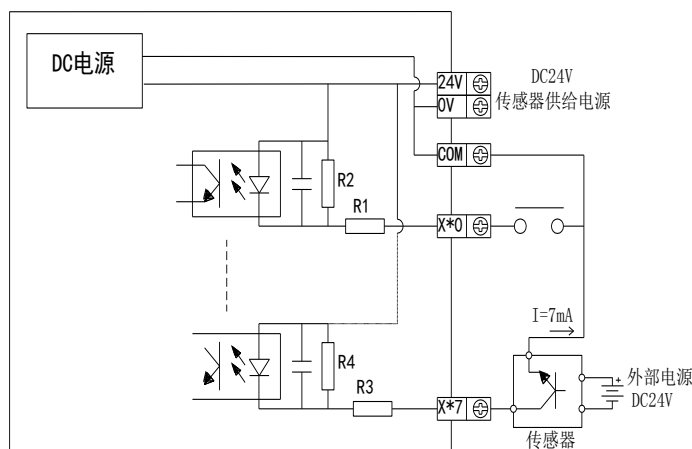 DC电源
24V
0V
DC24V
传感器供给电源
COM
R2
R1
X*0
I=7mA
R4
R3
X*7
+
外部电源
DC24V
传感器